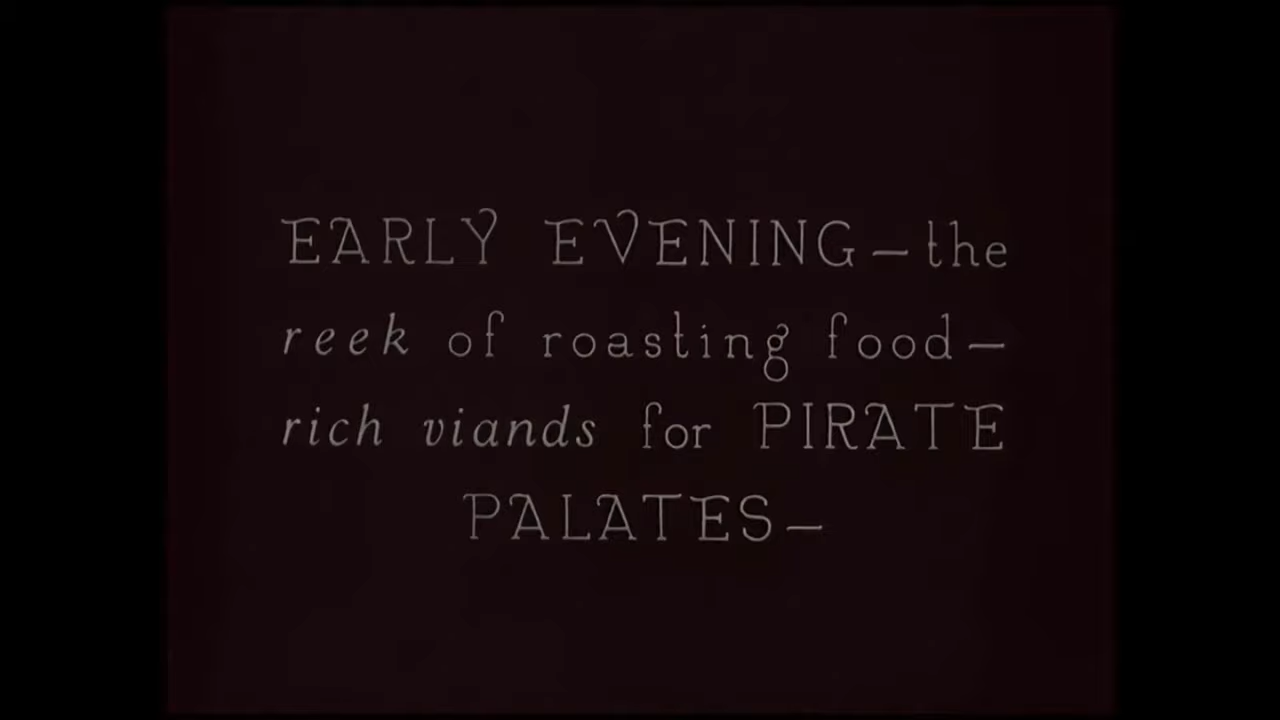 EARLY EVENING—the
reek of roasting food—
rich viands for PIRATE
PALATES—